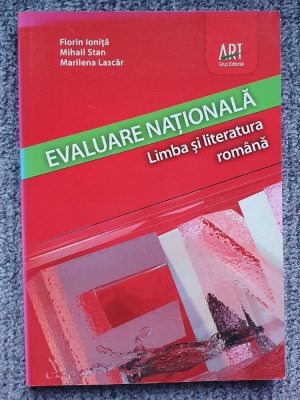 Florin Ioniță
Mihail Stan
Marilena Lascăr
ART
Grup Editorial
EVALUARE NAȚIONALĂ
Limba și literatura
română